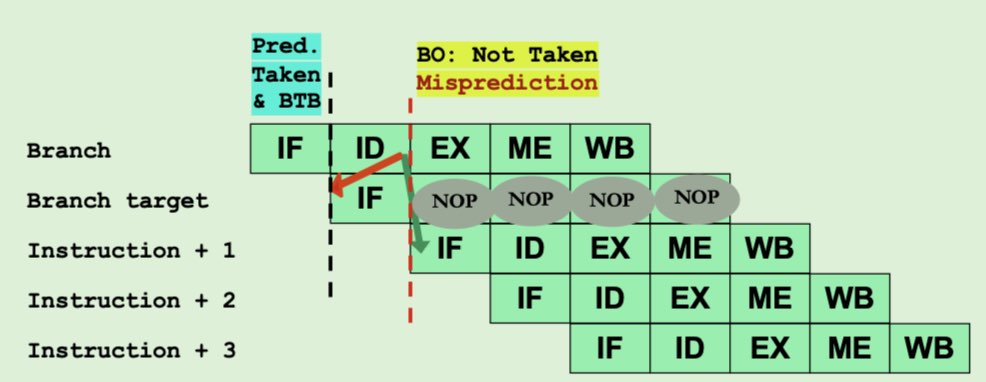 Pred.
Taken
& BTB
BO: Not Taken
Misprediction
Branch IF ID EX ME WB
Branch target IF NOP NOP NOP NOP
Instruction + 1 IF ID EX ME WB
Instruction + 2 IF ID EX ME WB
Instruction + 3 IF ID EX ME WB